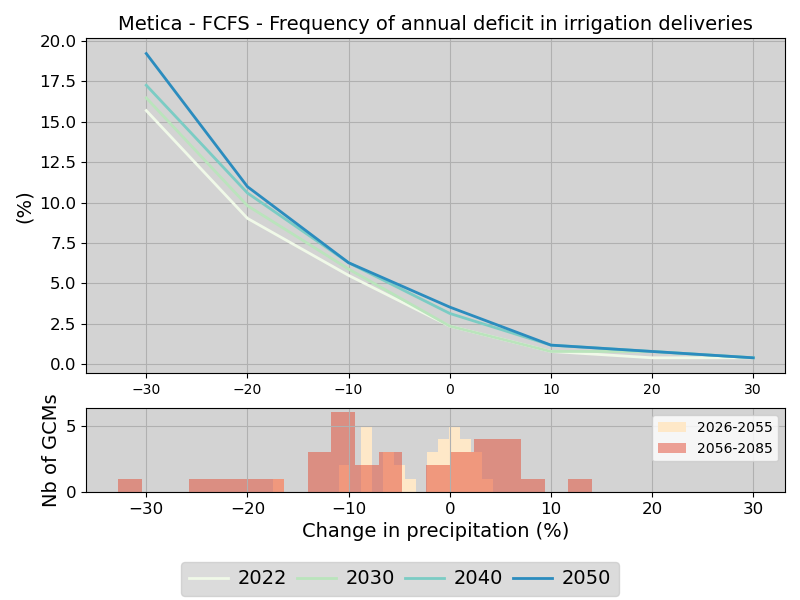 Metica - FCFS - Frequency of annual deficit in irrigation deliveries
20.0
17.5
15.0
12.5
10.0
7.5
5.0
2.5
0.0
(%)
−30 −20 −10 0 10 20 30
5
0
Nb of GCMs
2026-2055
2056-2085
−30 −20 −10 0 10 20 30
Change in precipitation (%)
2022 2030 2040 2050